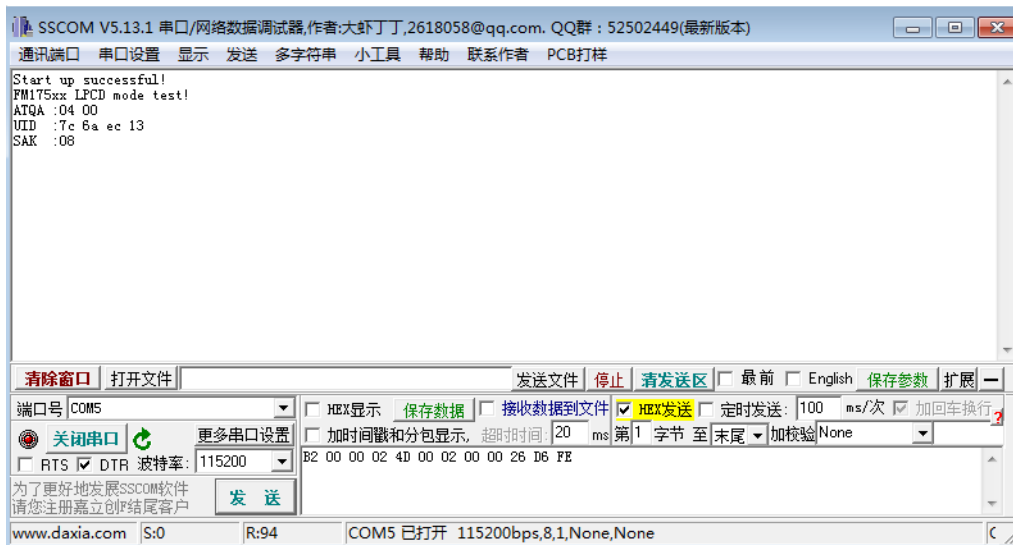 SSCOM V5.13.1 串口/网络数据调试器,作者:大虾丁丁,2618058@qq.com. QQ群：52502449(最新版本)
通讯端口 串口设置 显示 发送 多字符串 小工具 帮助 联系作者 PCB打样
Start up successful!
FM175xx LPCD mode test!
ATQA :04 00
UID :7c 6a ec 13
SAK :08
清除窗口 打开文件 发送文件 停止 清发送区 最前 English 保存参数 扩展 —
端口号 COM5 HEX显示 保存数据 接收数据到文件 HEX发送 定时发送: 100 ms/次 加回车换行
关闭串口 更多串口设置 加时间戳和分包显示, 超时时间: 20 ms 第 1 字节 至 末尾 加校验 None ?
RTS DTR 波特率: 115200 B2 00 00 02 4D 00 02 00 00 26 D6 FE
为了更好地发展SSCOM软件
请您注册嘉立创F结尾客户
发 送
www.daxia.com S:0 R:94 COM5 已打开 115200bps,8,1,None,None